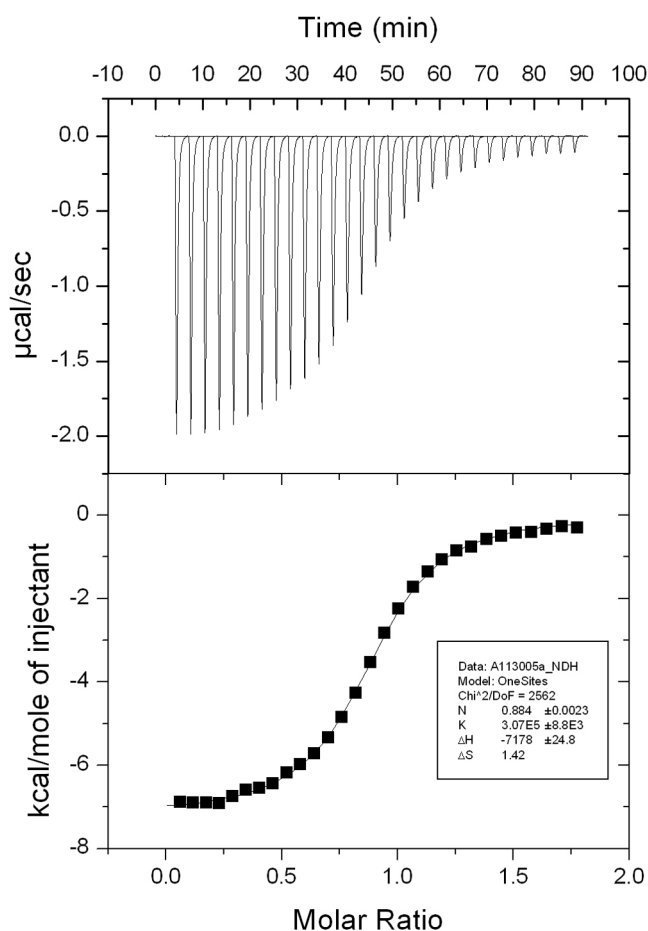 Time (min)
-10 0 10 20 30 40 50 60 70 80 90 100
0.0
-0.5
-1.0
-1.5
-2.0
µcal/sec
0
-2
-4
-6
-8
kcal/mole of injectant
Data: A113005a_NDH
Model: OneSites
Chi^2/DoF = 2562
N 0.884 ±0.0023
K 3.07E5 ±8.8E3
ΔH -7178 ±24.8
ΔS 1.42
0.0 0.5 1.0 1.5 2.0
Molar Ratio